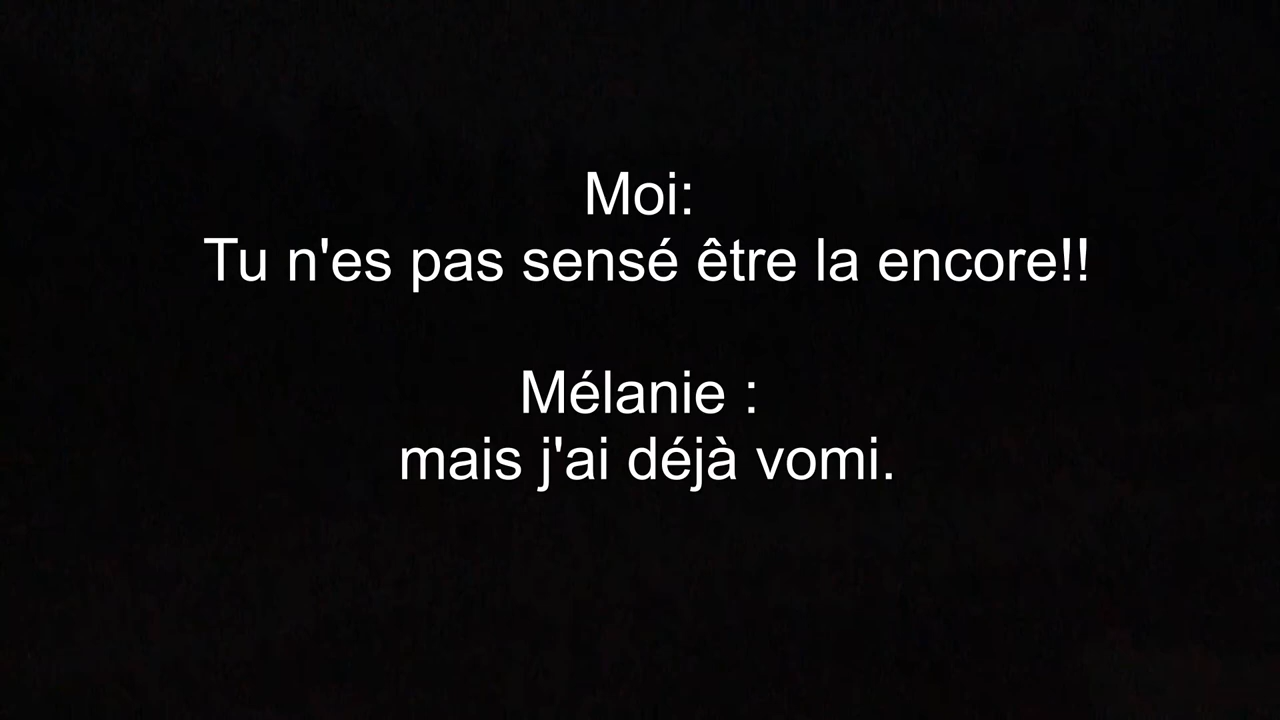 Moi:
Tu n'es pas sensé être la encore!!
Mélanie :
mais j'ai déjà vomi.